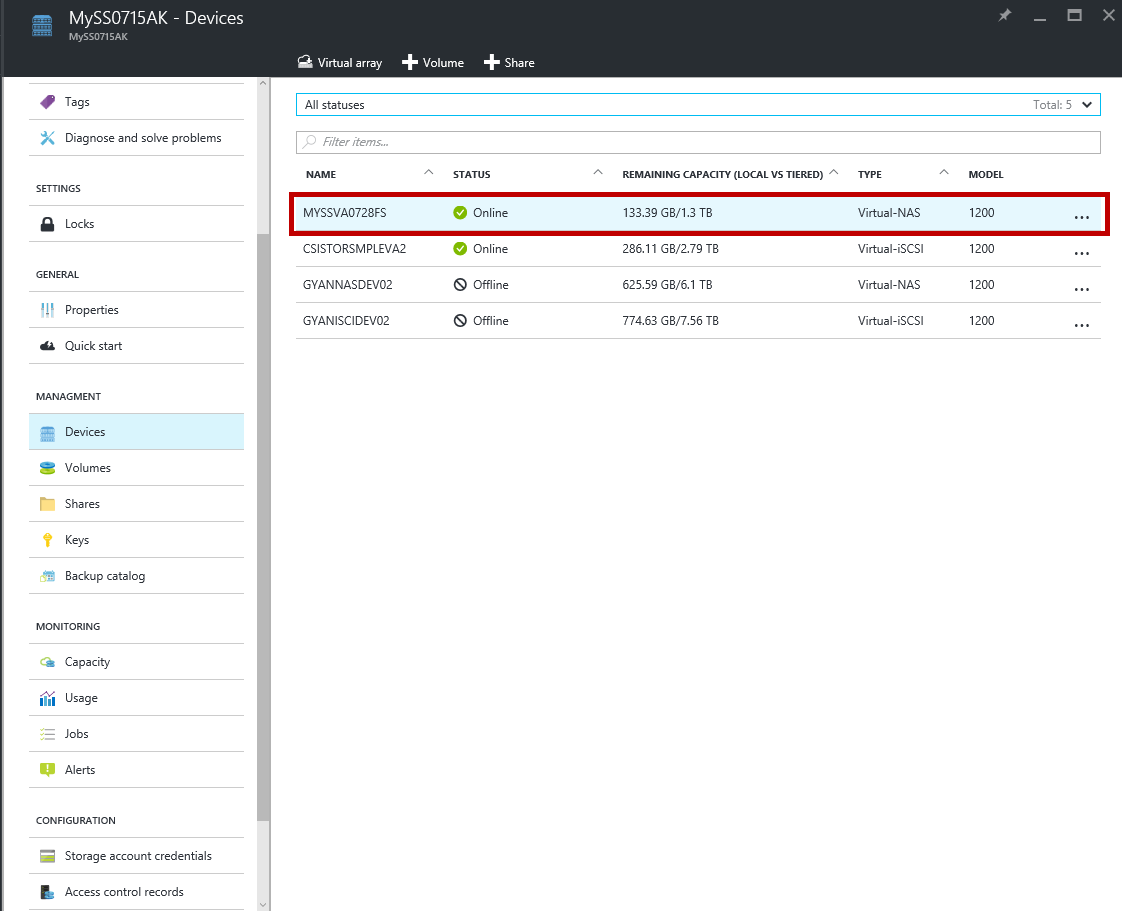 MySS0715AK - Devices
MySS0715AK
Virtual array Volume Share
Tags
Diagnose and solve problems
SETTINGS
Locks
GENERAL
Properties
Quick start
MANAGMENT
Devices
Volumes
Shares
Keys
Backup catalog
MONITORING
Capacity
Usage
Jobs
Alerts
CONFIGURATION
Storage account credentials
Access control records
All statuses Total: 5
Filter items...
NAME STATUS REMAINING CAPACITY (LOCAL VS TIERED) TYPE MODEL
MYSSVA0728FS Online 133.39 GB/1.3 TB Virtual-NAS 1200 ...
CSISTORSMPLEVA2 Online 286.11 GB/2.79 TB Virtual-iSCSI 1200 ...
GYANNASDEV02 Offline 625.59 GB/6.1 TB Virtual-NAS 1200 ...
GYANISCIDEV02 Offline 774.63 GB/7.56 TB Virtual-iSCSI 1200 ...